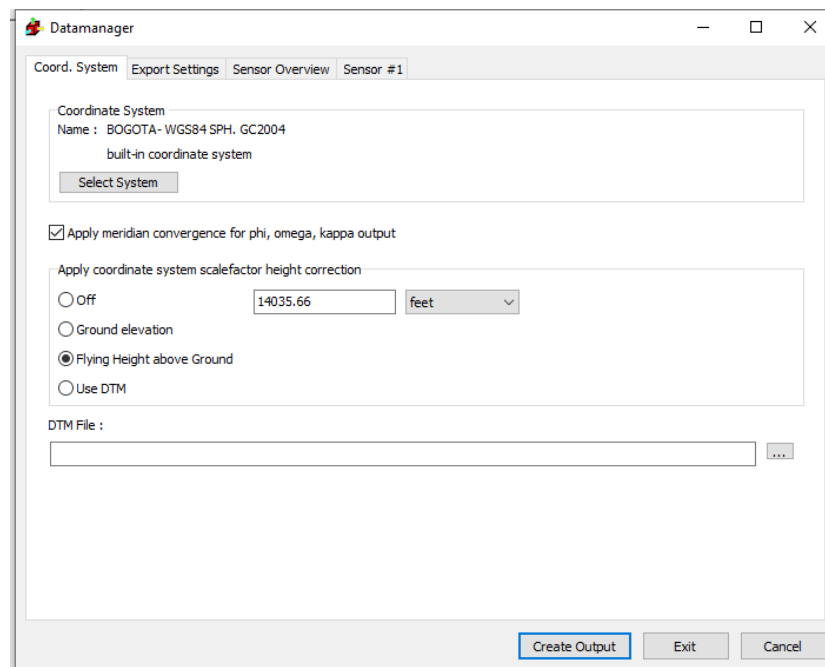 Datamanager
Coord. System Export Settings Sensor Overview Sensor #1
Coordinate System
Name : BOGOTA- WGS84 SPH. GC2004
built-in coordinate system
Select System
Apply meridian convergence for phi, omega, kappa output
Apply coordinate system scalefactor height correction
Off 14035.66 feet
Ground elevation
Flying Height above Ground
Use DTM
DTM File :
...
Create Output Exit Cancel